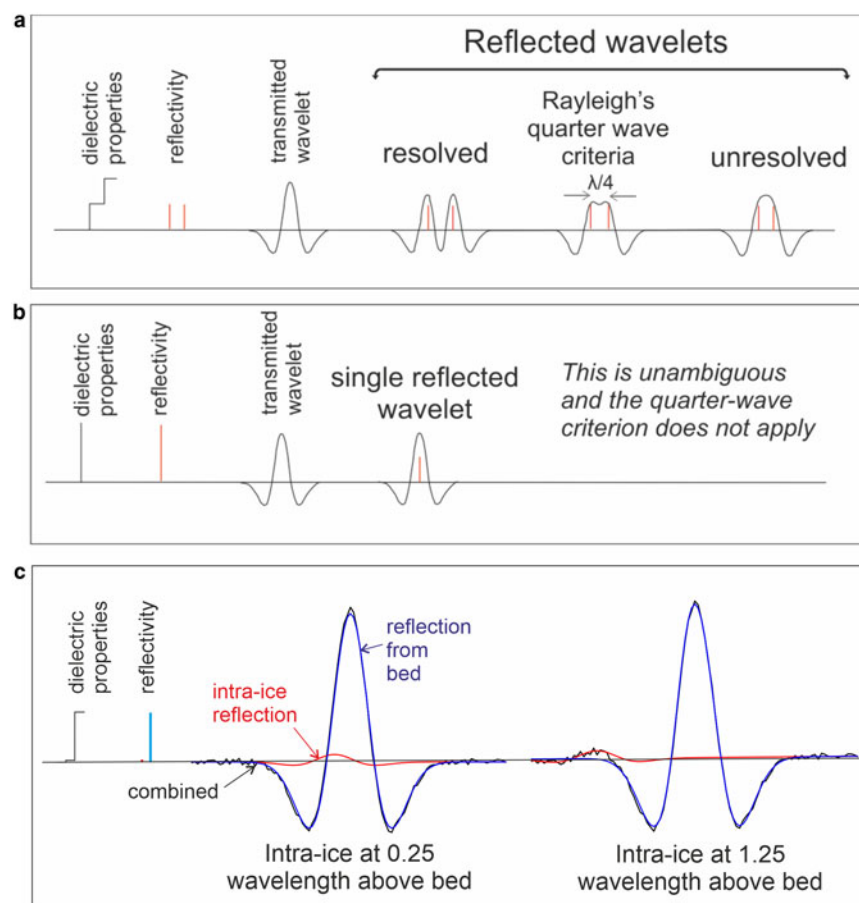 a
Reflected wavelets
dielectric
properties
reflectivity
transmitted
wavelet
resolved
Rayleigh's
quarter wave
criteria
λ/4
unresolved
b
dielectric
properties
reflectivity
transmitted
wavelet
single reflected
wavelet
This is unambiguous
and the quarter-wave
criterion does not apply
c
dielectric
properties
reflectivity
intra-ice
reflection
combined
reflection
from
bed
Intra-ice at 0.25
wavelength above bed
Intra-ice at 1.25
wavelength above bed